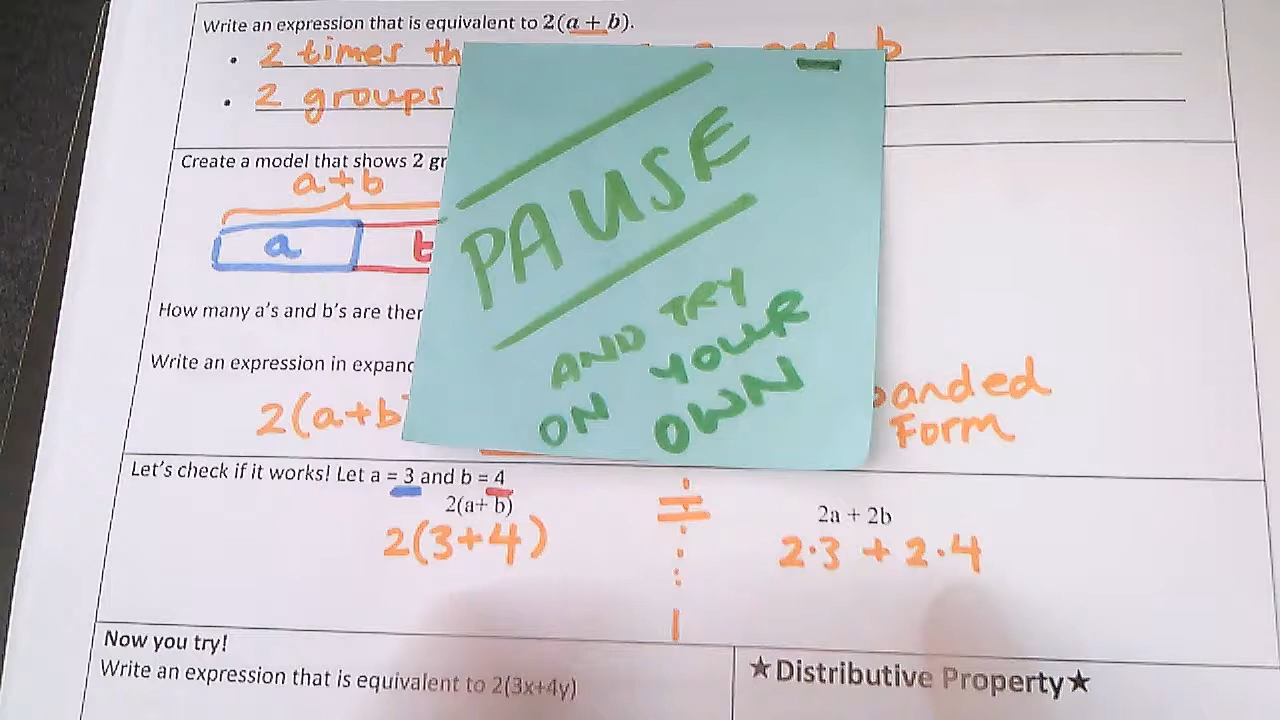 Write an expression that is equivalent to 2(a + b).
• 2 times th
and b
• 2 groups
Create a model that shows 2 gr
a+b
a
PAUSE
AND TRY
ON YOUR
OWN
How many a's and b's are ther
Write an expression in expand
2(a+b
anded
Form
Let's check if it works! Let a = 3 and b = 4
2(a+ b)
=
2a + 2b
2(3+4)
2·3 + 2·4
Now you try!
Write an expression that is equivalent to 2(3x+4y)
★Distributive Property★